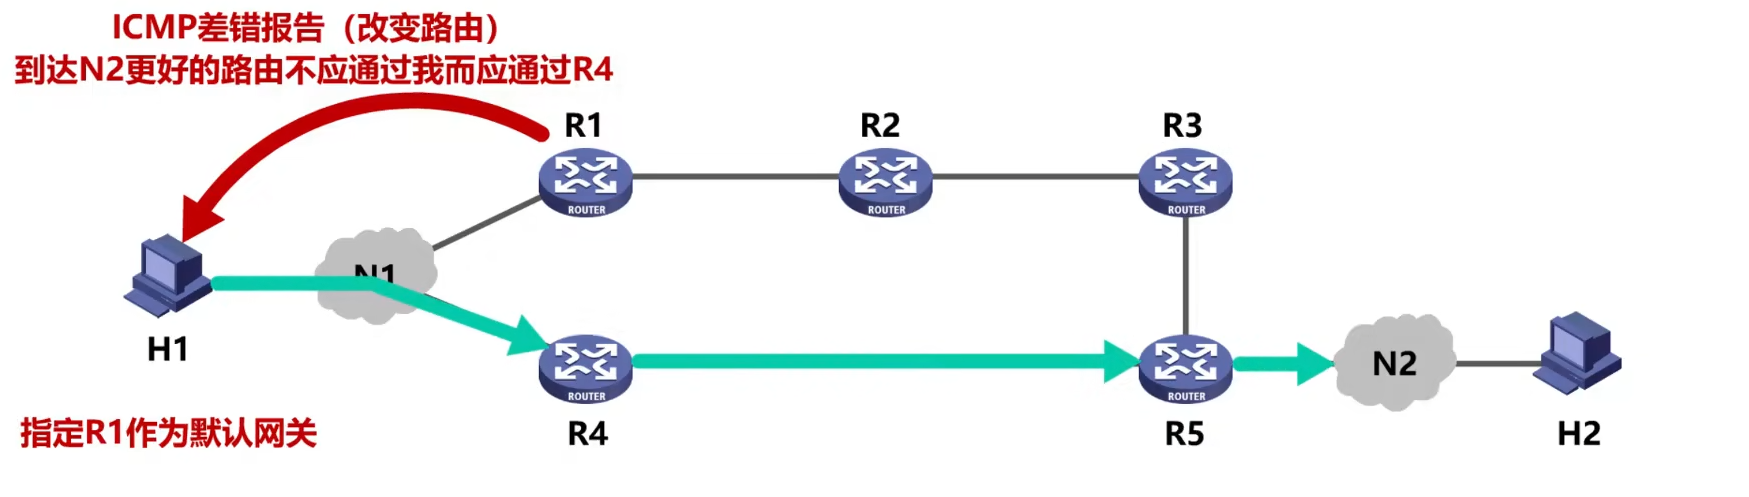 ICMP差错报告（改变路由）
到达N2更好的路由不应通过我而应通过R4
R1
R2
R3
ROUTER
ROUTER
ROUTER
N1
H1
ROUTER
ROUTER
N2
R4
R5
H2
指定R1作为默认网关